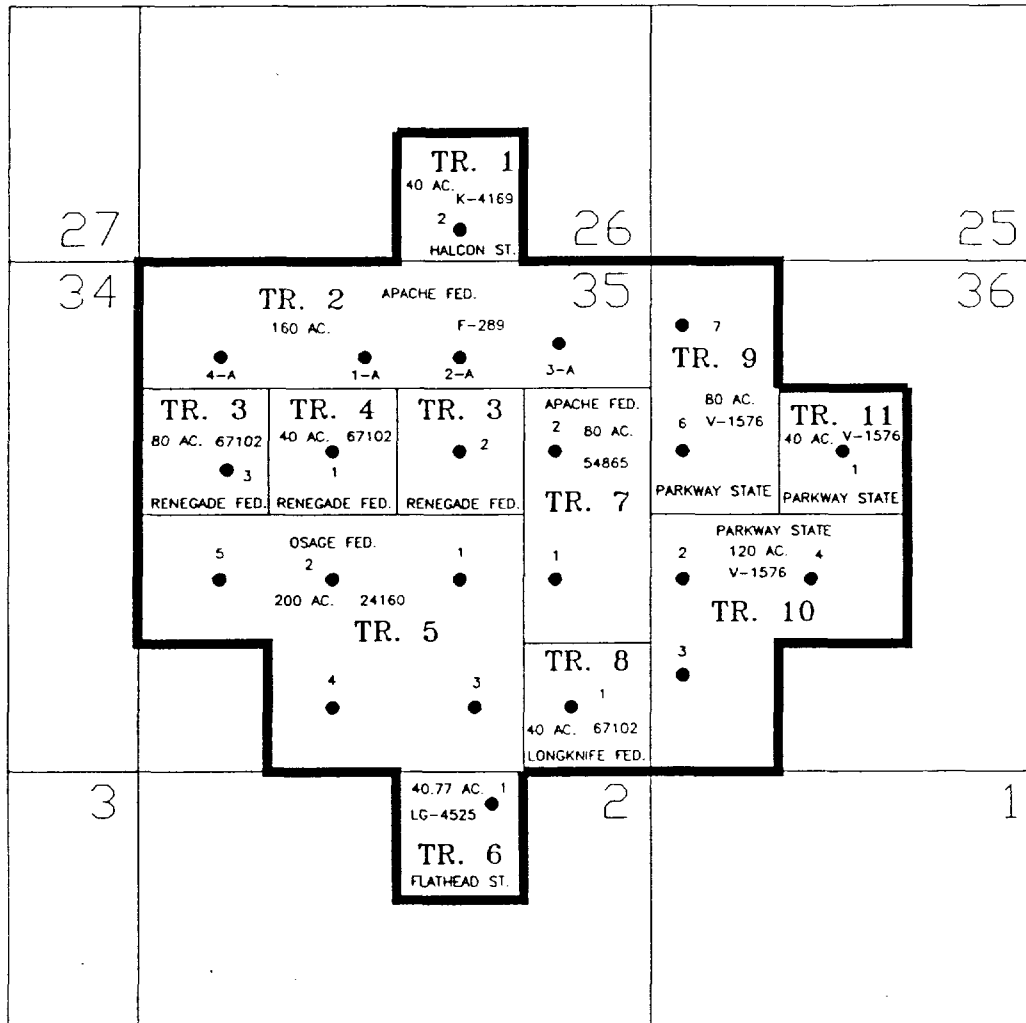 TR. 1
40 AC.
K-4169
2
27
26
25
HALCON ST.
34
35
36
TR. 2
APACHE FED.
160 AC.
F-289
7
4-A
1-A
2-A
3-A
TR. 9
TR. 3
TR. 4
TR. 3
APACHE FED.
80 AC.
V-1576
TR. 11
80 AC. 67102
40 AC. 67102
2
2
80 AC.
6
40 AC. V-1576
3
1
54865
1
RENEGADE FED.
RENEGADE FED.
RENEGADE FED.
TR. 7
PARKWAY STATE
PARKWAY STATE
OSAGE FED.
PARKWAY STATE
120 AC.
5
2
1
1
2
V-1576
4
200 AC. 24160
TR. 5
TR. 10
TR. 8
3
4
3
1
40 AC. 67102
LONGKNIFE FED.
3
40.77 AC.
1
2
1
LG-4525
TR. 6
FLATHEAD ST.